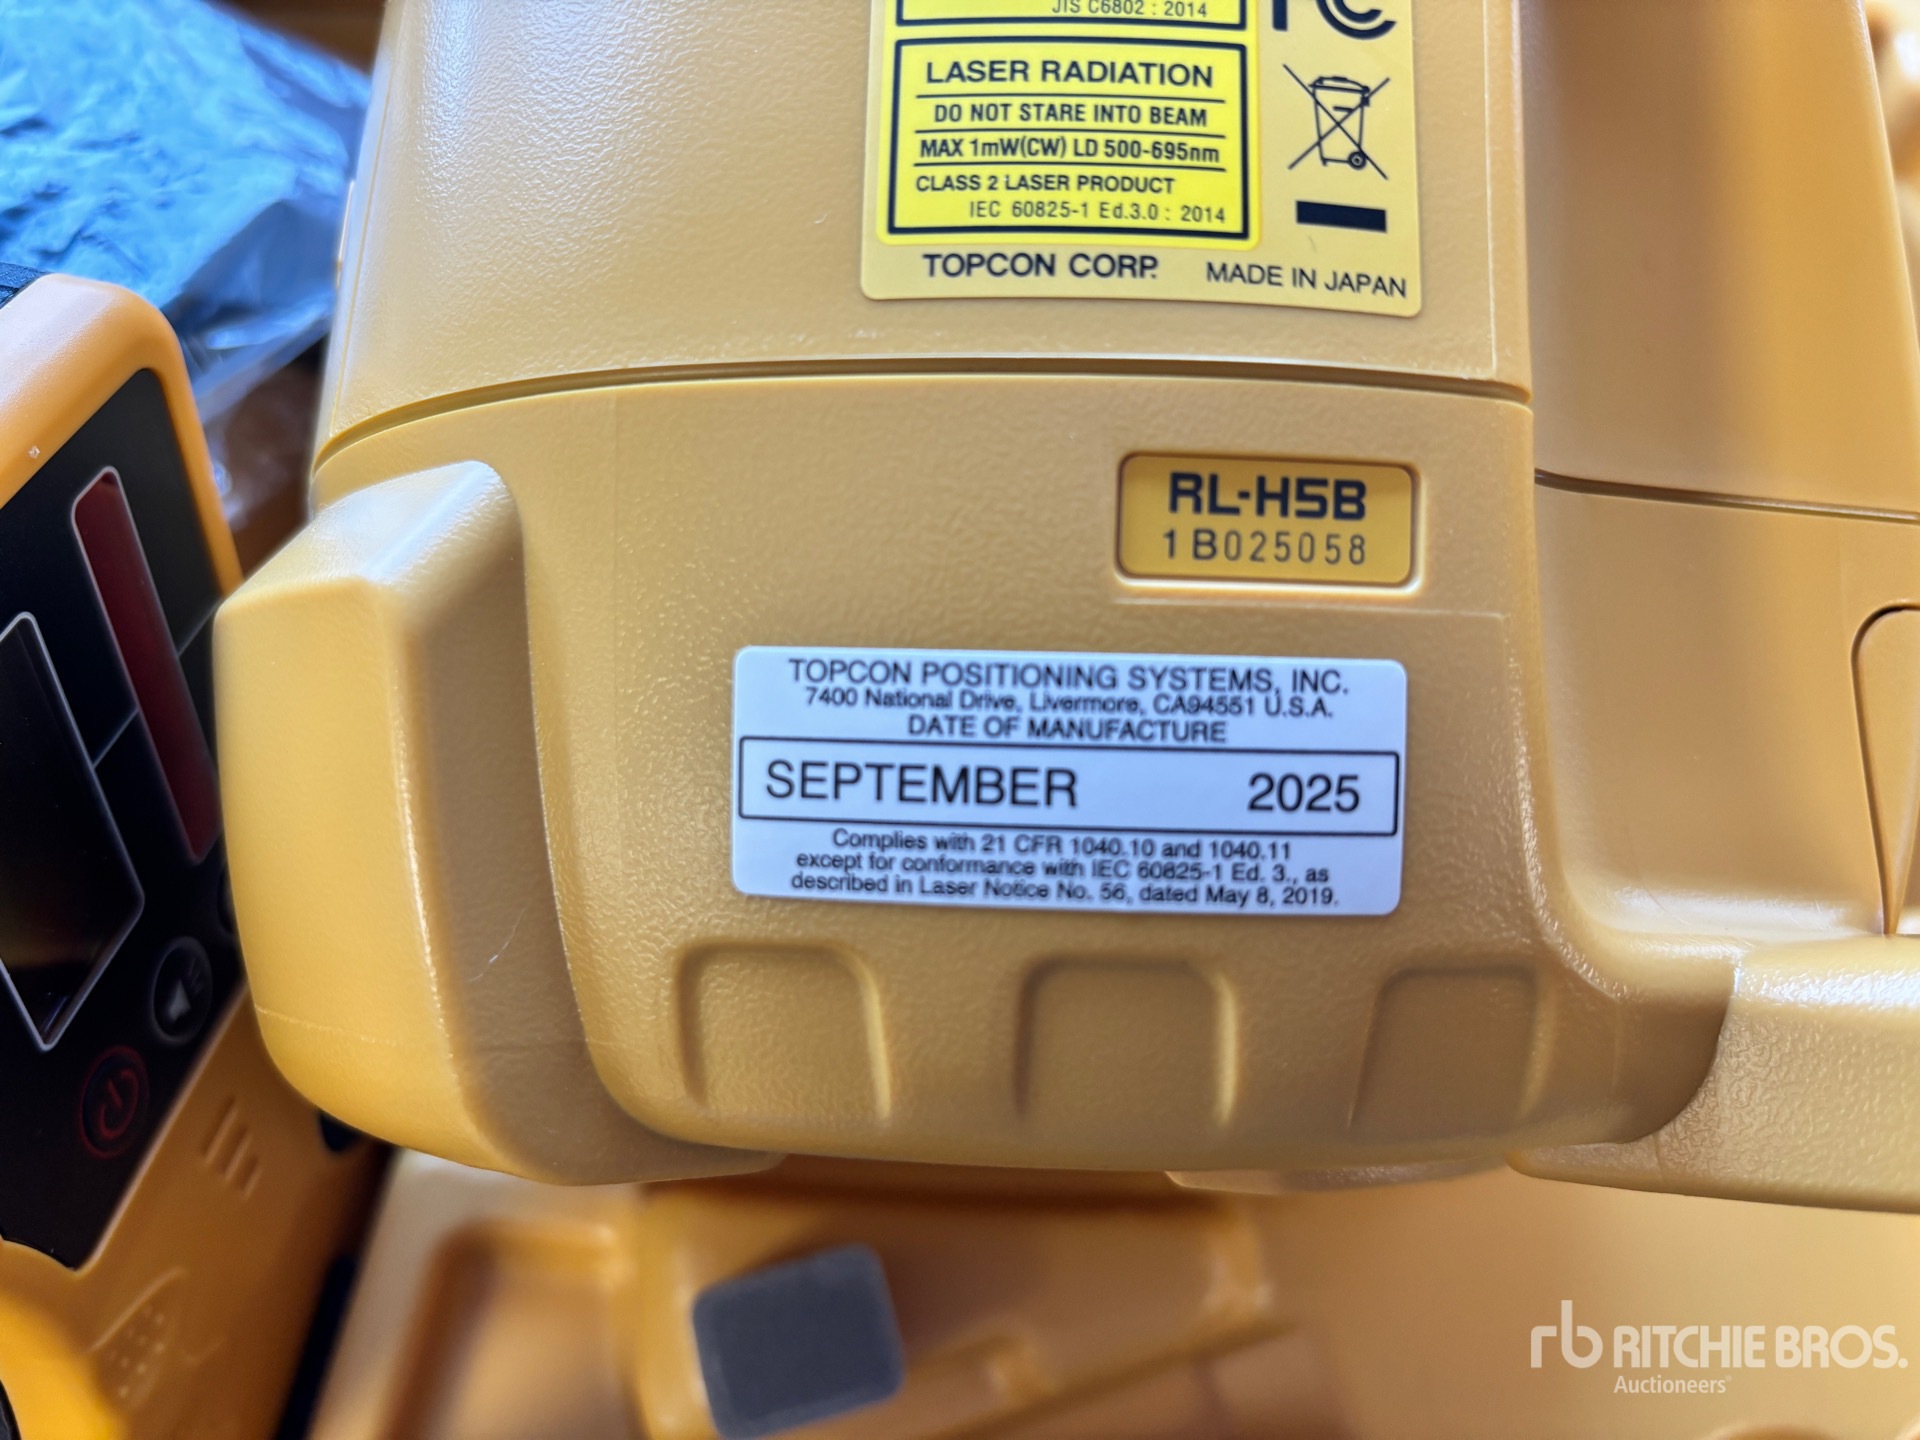 JIS C6802 : 2014
FC
LASER RADIATION
DO NOT STARE INTO BEAM
MAX 1mW(CW) LD 500-695nm
CLASS 2 LASER PRODUCT
IEC 60825-1 Ed.3.0 : 2014
TOPCON CORP.
MADE IN JAPAN
RL-H5B
1B025058
TOPCON POSITIONING SYSTEMS, INC.
7400 National Drive, Livermore, CA94551 U.S.A.
DATE OF MANUFACTURE
SEPTEMBER 2025
Complies with 21 CFR 1040.10 and 1040.11
except for conformance with IEC 60825-1 Ed. 3., as
described in Laser Notice No. 56, dated May 8, 2019.
rb RITCHIE BROS.
Auctioneers